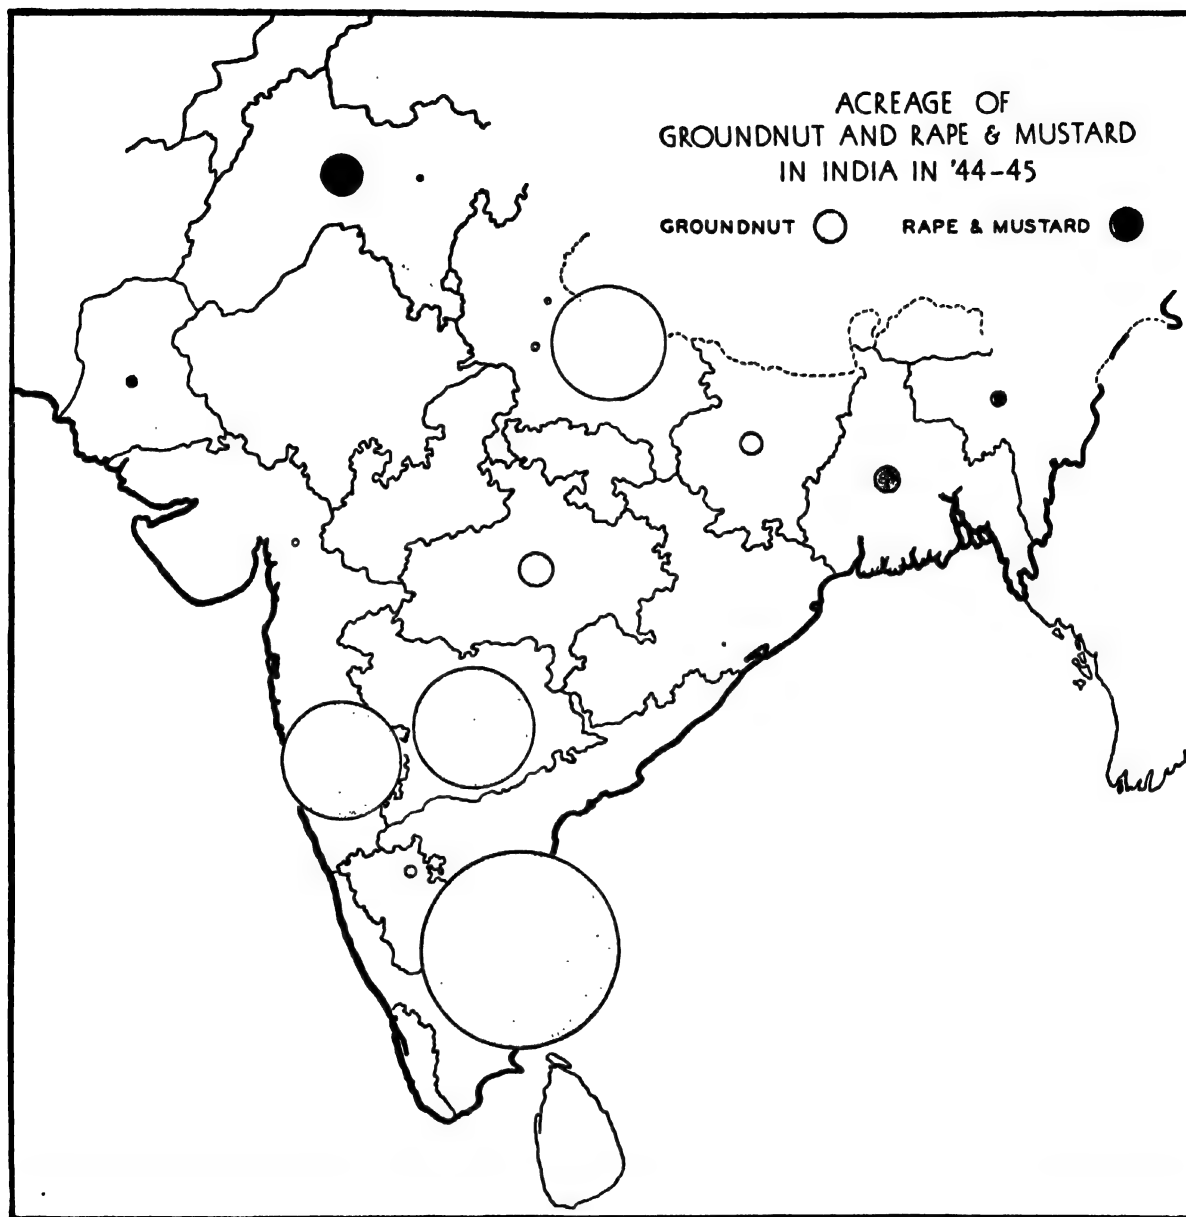 ACREAGE OF
GROUNDNUT AND RAPE & MUSTARD
IN INDIA IN '44-45
GROUNDNUT RAPE & MUSTARD